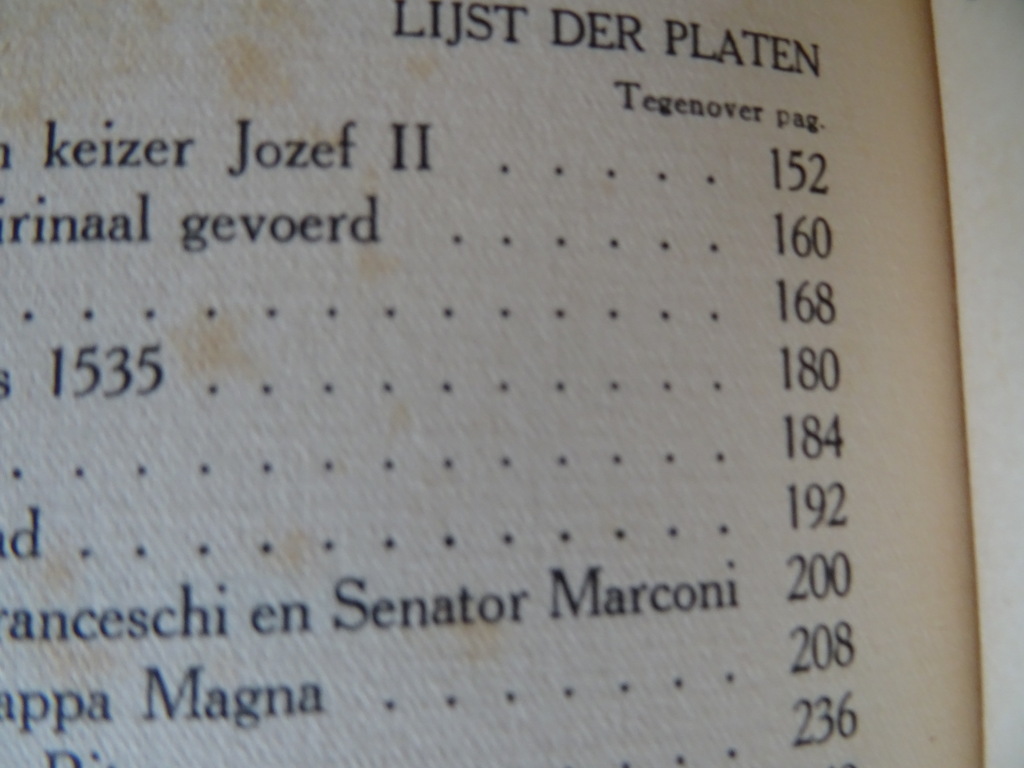 LIJST DER PLATEN
Tegenover pag.
keizer Jozef II . . . . . 152
gevoerd . . . . . . 160
. . . . . . . . . . . . 168
1535 . . . . . . . . . . 180
. . . . . . . . . . . . . 184
. . . . . . . . . . . . 192
en Senator Marconi 200
Magna . . . . . . . 208
236